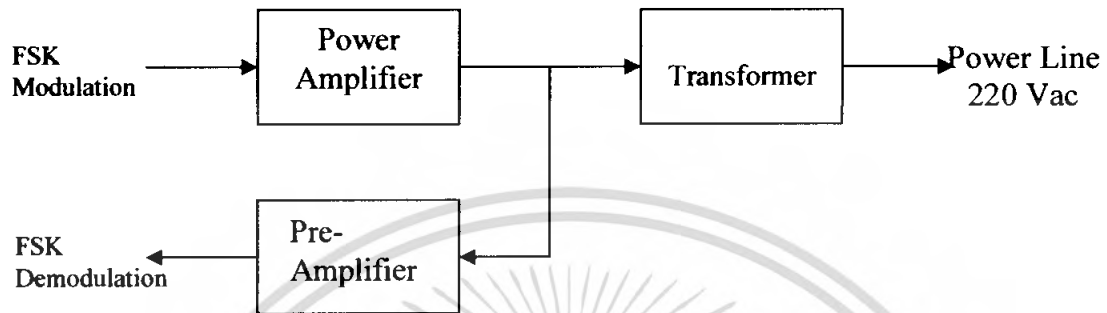 FSK
Modulation
Power
Amplifier
Transformer
Power Line
220 Vac
FSK
Demodulation
Pre-
Amplifier